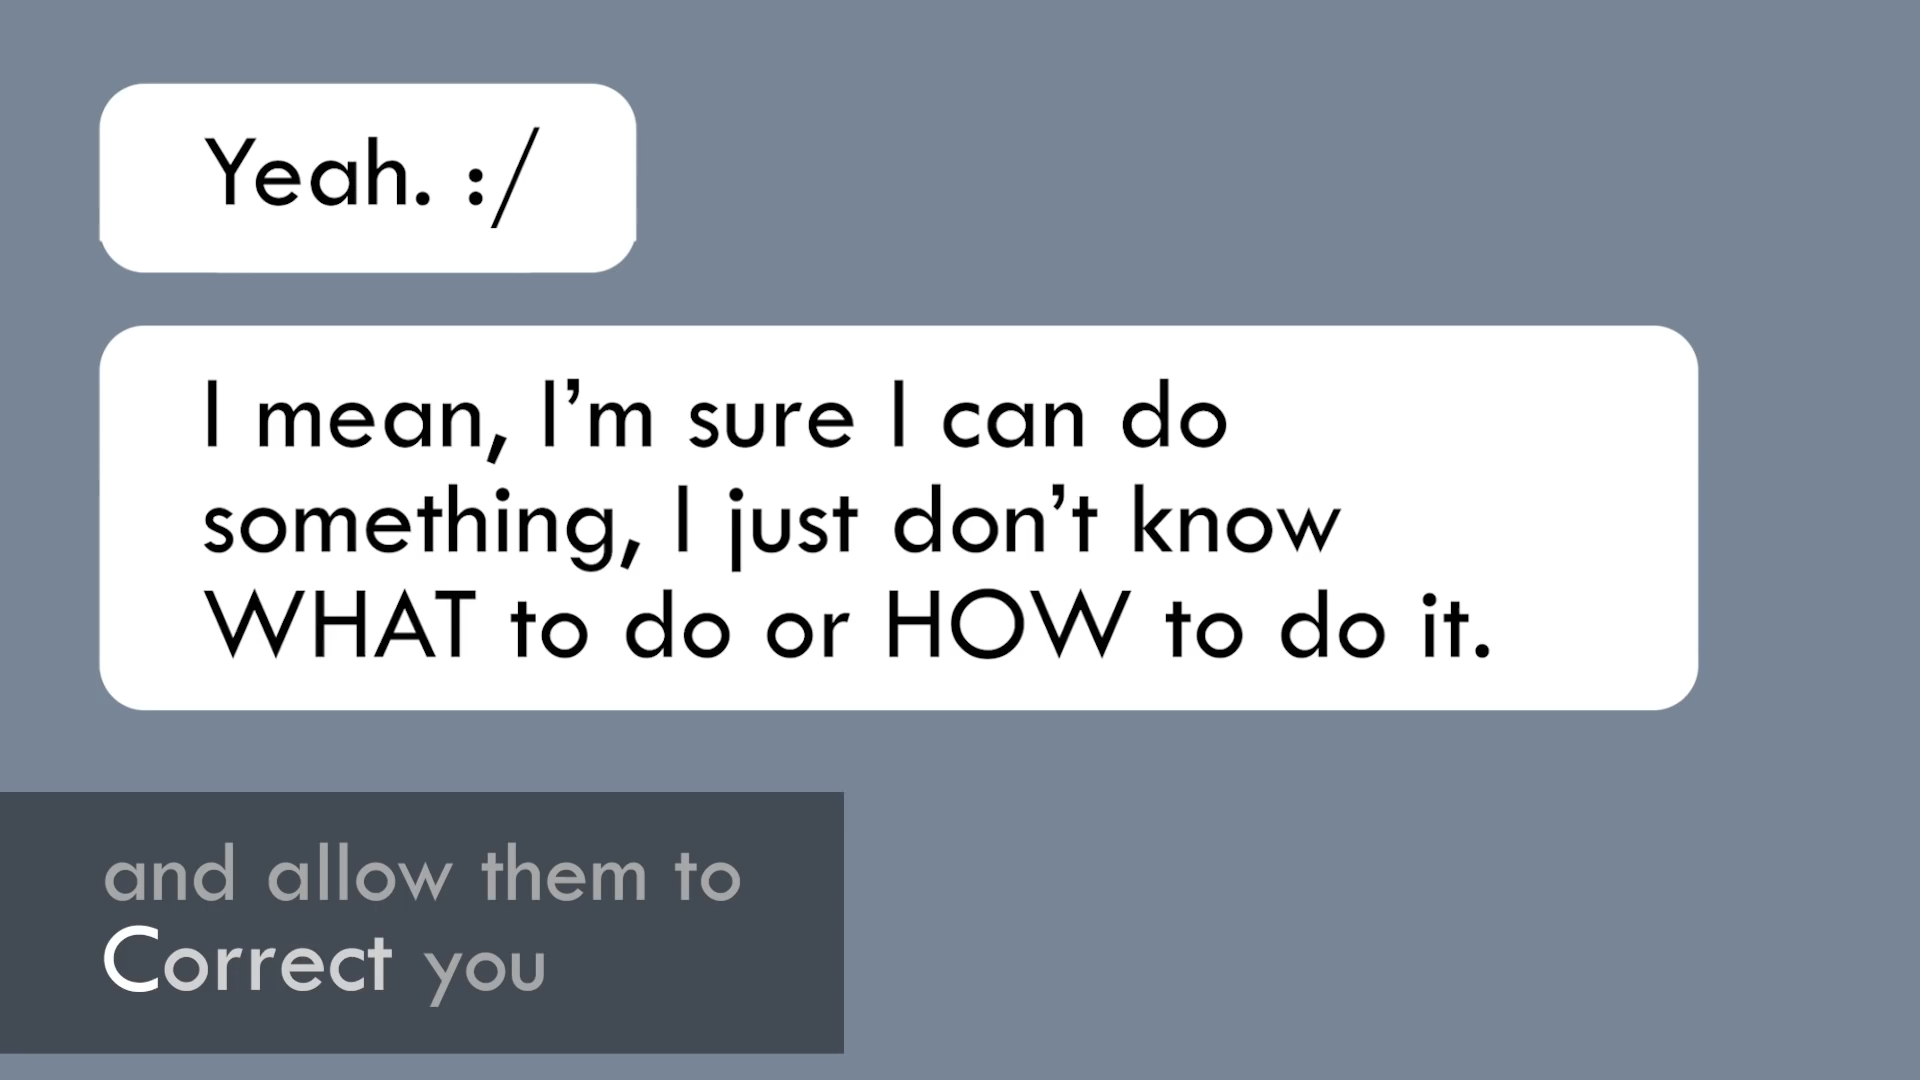 Yeah. :/
I mean, I’m sure I can do
something, I just don’t know
WHAT to do or HOW to do it.
and allow them to
Correct you